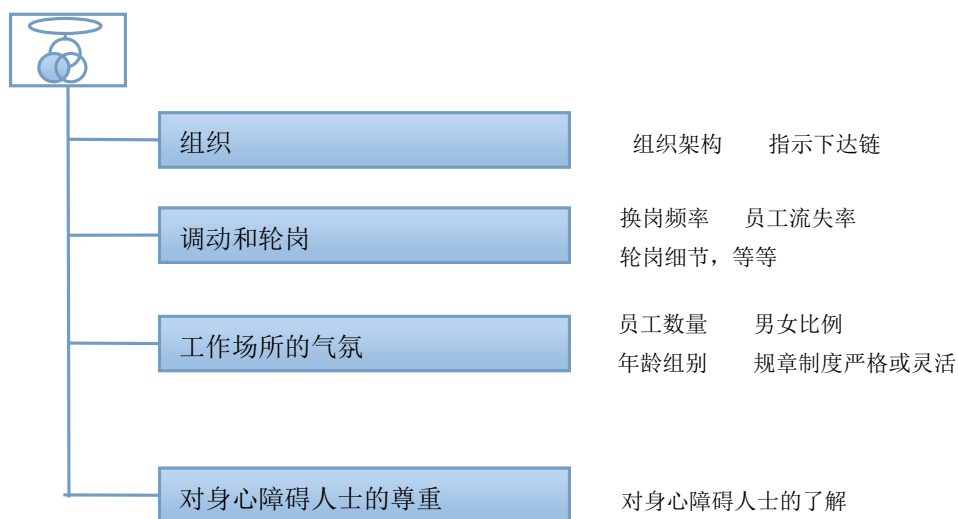 组织
组织架构 指示下达链
调动和轮岗
换岗频率 员工流失率
轮岗细节，等等
工作场所的气氛
员工数量 男女比例
年龄组别 规章制度严格或灵活
对身心障碍人士的尊重
对身心障碍人士的了解